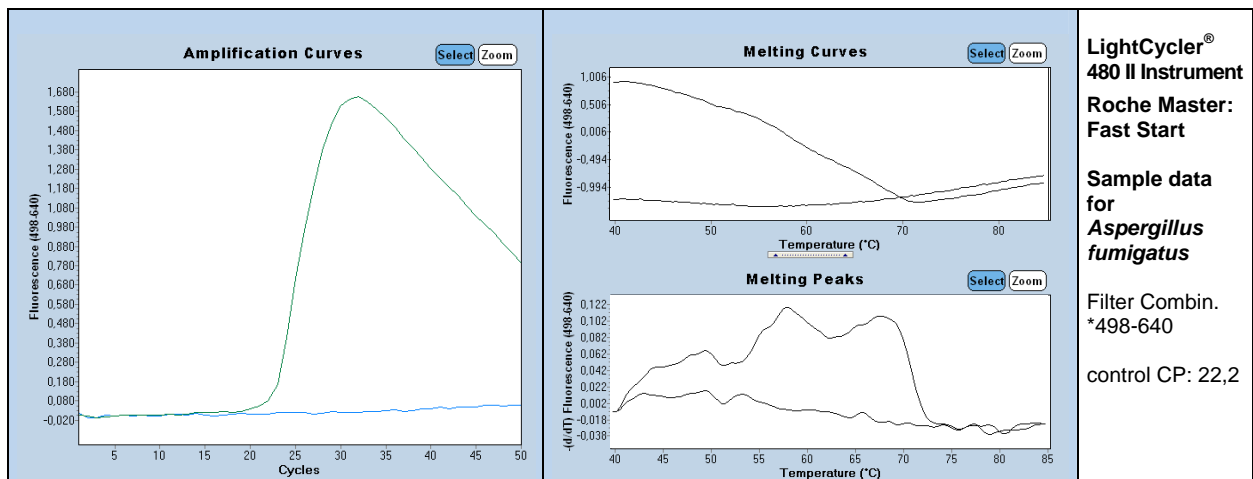 Amplification Curves
Select Zoom
Fluorescence (498-640)
1,680
1,580
1,480
1,380
1,280
1,180
1,080
0,980
0,880
0,780
0,680
0,580
0,480
0,380
0,280
0,180
0,080
-0,020
5 10 15 20 25 30 35 40 45 50
Cycles
Melting Curves
Select Zoom
Fluorescence (498-640)
1,006
0,506
0,006
-0,494
-0,994
40 50 60 70 80
Temperature (°C)
Melting Peaks
Select Zoom
-(d/dT) Fluorescence (498-640)
0,122
0,102
0,082
0,062
0,042
0,022
0,002
-0,018
-0,038
40 45 50 55 60 65 70 75 80 85
Temperature (°C)
LightCycler®
480 II Instrument
Roche Master:
Fast Start
Sample data
for
Aspergillus
fumigatus
Filter Combin.
*498-640
control CP: 22,2